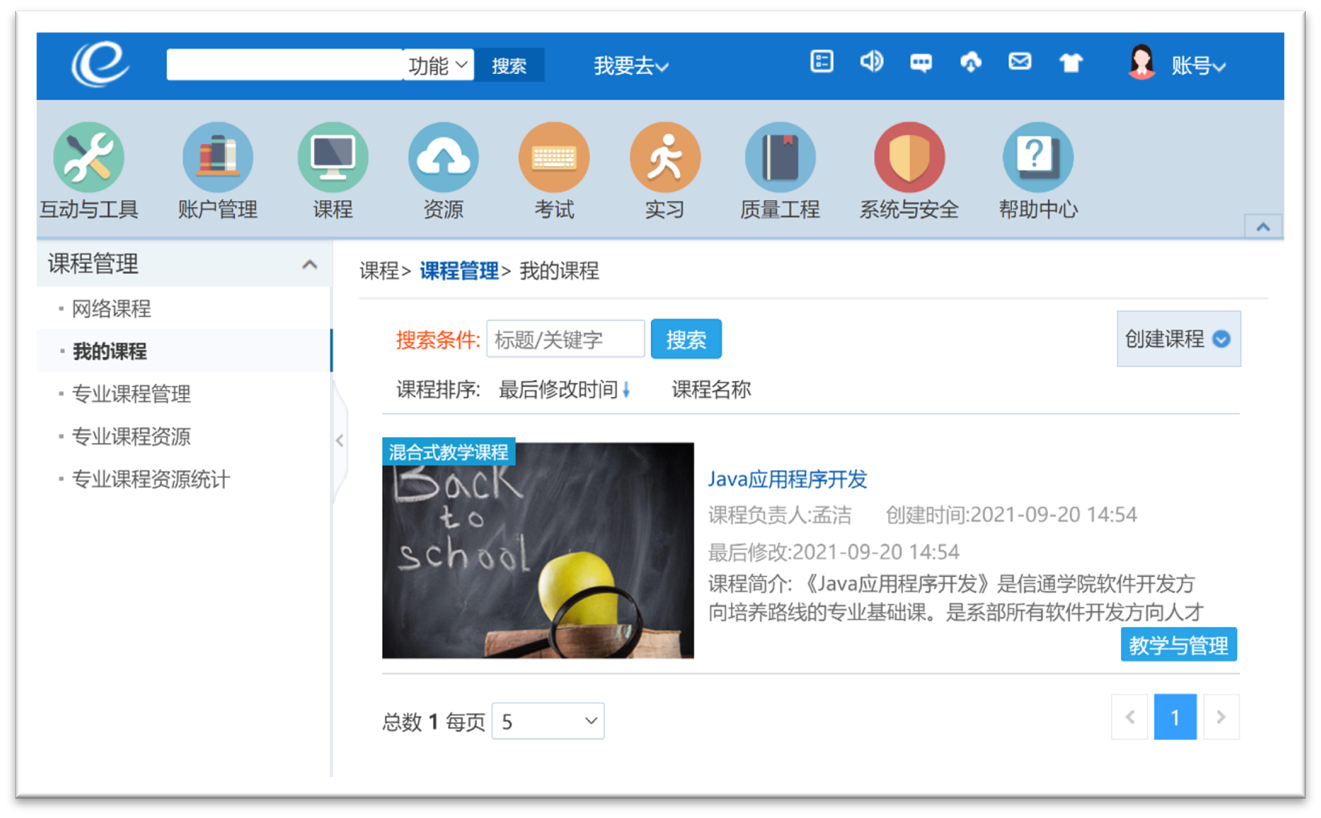 功能 搜索 我要去 账号
互动与工具 账户管理 课程 资源 考试 实习 质量工程 系统与安全 帮助中心
课程管理
网络课程
我的课程
专业课程管理
专业课程资源
专业课程资源统计
课程> 课程管理> 我的课程
搜索条件: 标题/关键字 搜索 创建课程
课程排序: 最后修改时间 课程名称
混合式教学课程
Back
to
school
Java应用程序开发
课程负责人:孟洁 创建时间:2021-09-20 14:54
最后修改:2021-09-20 14:54
课程简介: 《Java应用程序开发》是信通学院软件开发方
向培养路线的专业基础课。是系部所有软件开发方向人才
教学与管理
总数 1 每页 5 < 1 >